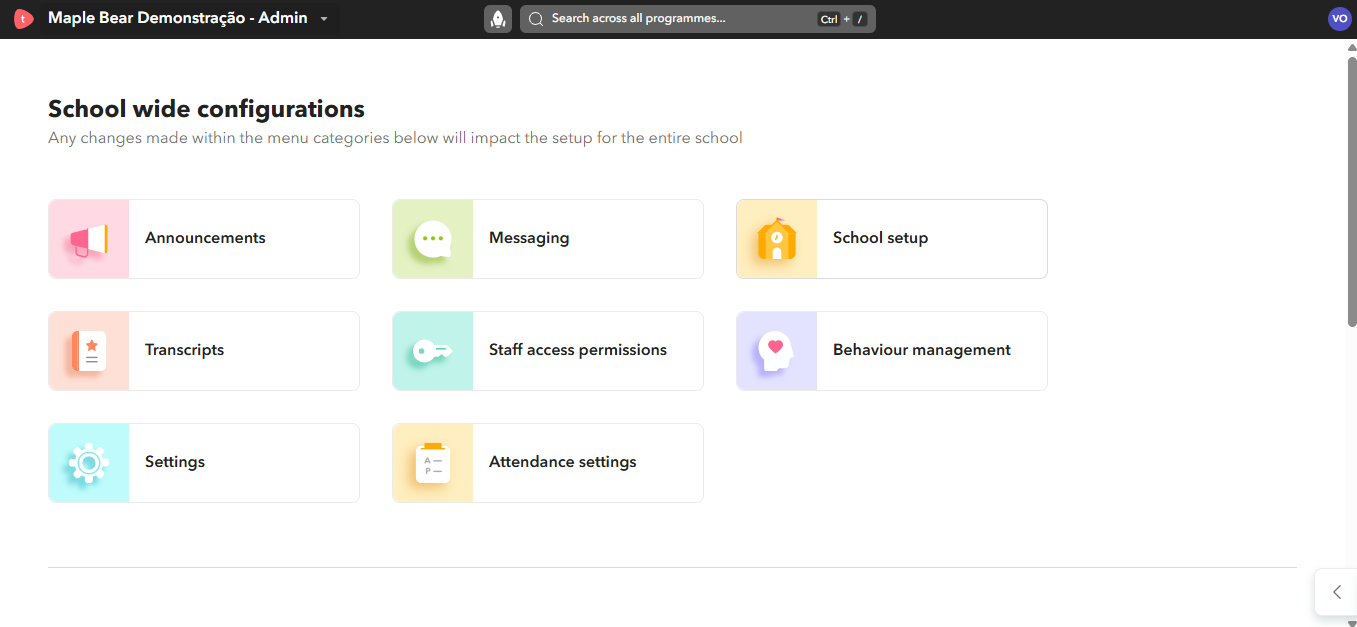 t Maple Bear Demonstração - Admin Search across all programmes... Ctrl + / VO
School wide configurations
Any changes made within the menu categories below will impact the setup for the entire school
Announcements
Messaging
School setup
Transcripts
Staff access permissions
Behaviour management
Settings
A
P
Attendance settings